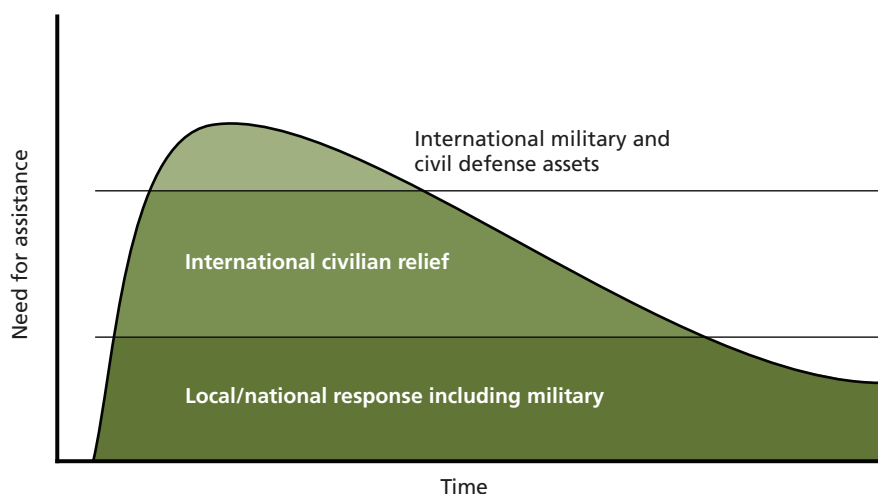 International military and
civil defense assets
Need for assistance
International civilian relief
Local/national response including military
Time